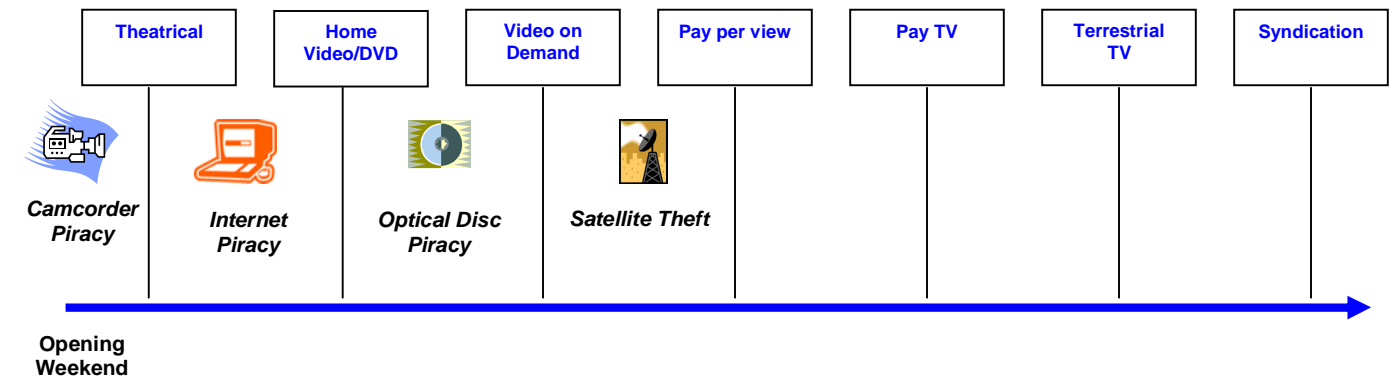 Theatrical
Home
Video/DVD
Video on
Demand
Pay per view
Pay TV
Terrestrial
TV
Syndication
Camcorder
Piracy
Internet
Piracy
Optical Disc
Piracy
Satellite Theft
Opening
Weekend